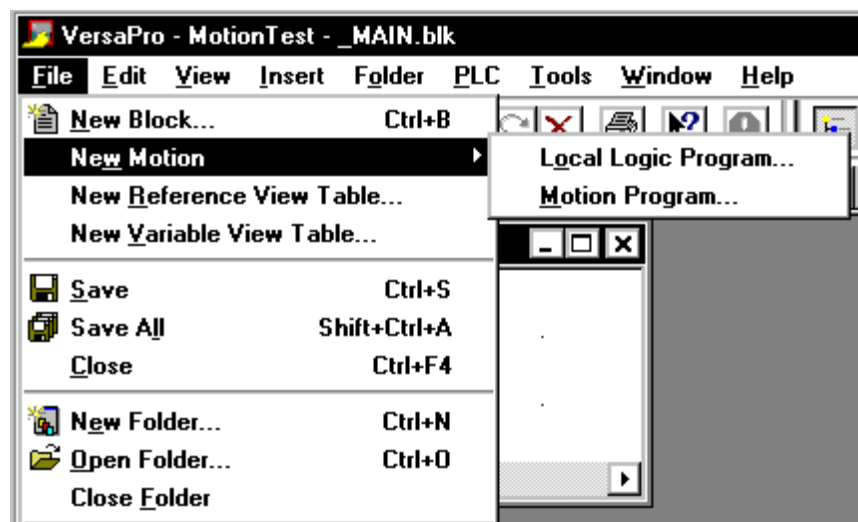 VersaPro - MotionTest - _MAIN.blk
File Edit View Insert Folder PLC Tools Window Help
New Block... Ctrl+B
New Motion
Local Logic Program...
New Reference View Table...
Motion Program...
New Variable View Table...
Save Ctrl+S
Save All Shift+Ctrl+A
Close Ctrl+F4
New Folder... Ctrl+N
Open Folder... Ctrl+O
Close Folder